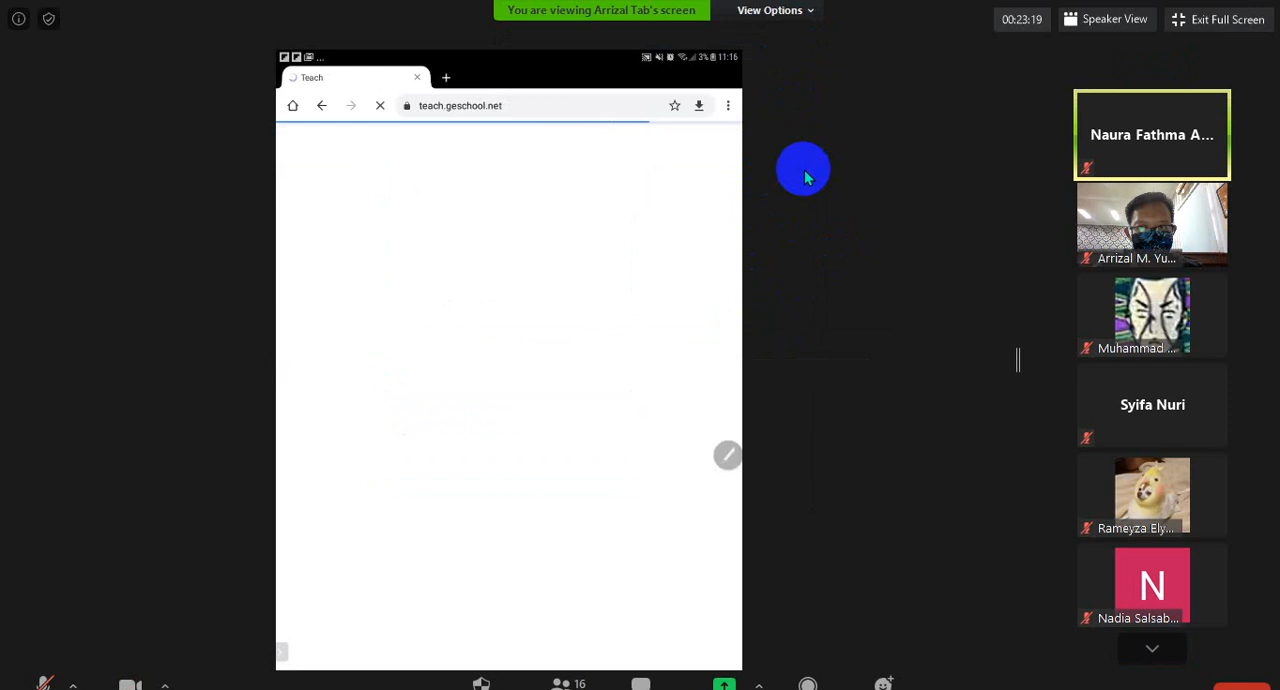 You are viewing Arrizal Tab's screen
View Options
00:23:19
Speaker View
Exit Full Screen
... 3% 11:16
Teach
teach.geschool.net
Naura Fathma A...
Arrizal M. Yu...
Muhammad ...
Syifa Nuri
Rameyza Ely...
N
Nadia Salsab...
16